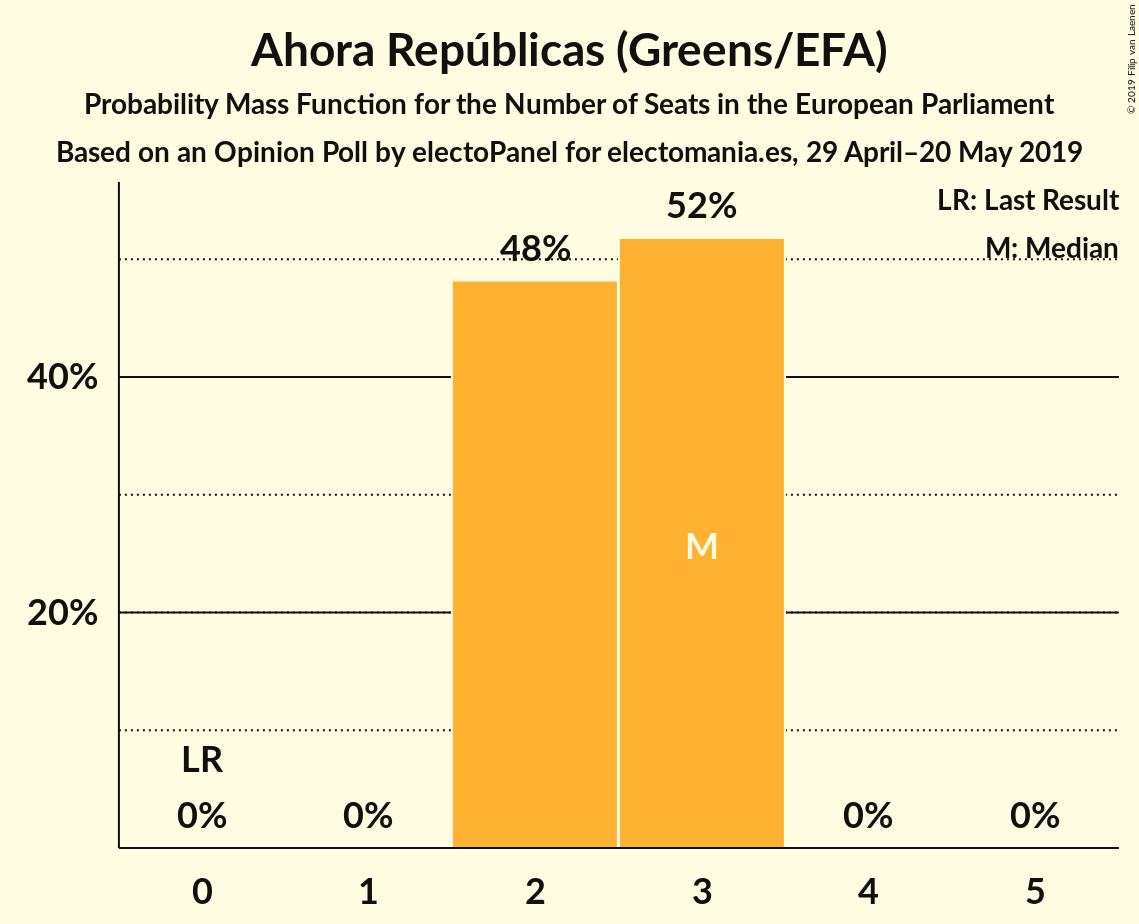 Ahora Repúblicas (Greens/EFA)
Probability Mass Function for the Number of Seats in the European Parliament
Based on an Opinion Poll by electoPanel for electomania.es, 29 April–20 May 2019
© 2019 Filip van Laenen
LR: Last Result
M: Median
52%
48%
40%
M
20%
LR
0%
0%
0%
0%
0
1
2
3
4
5